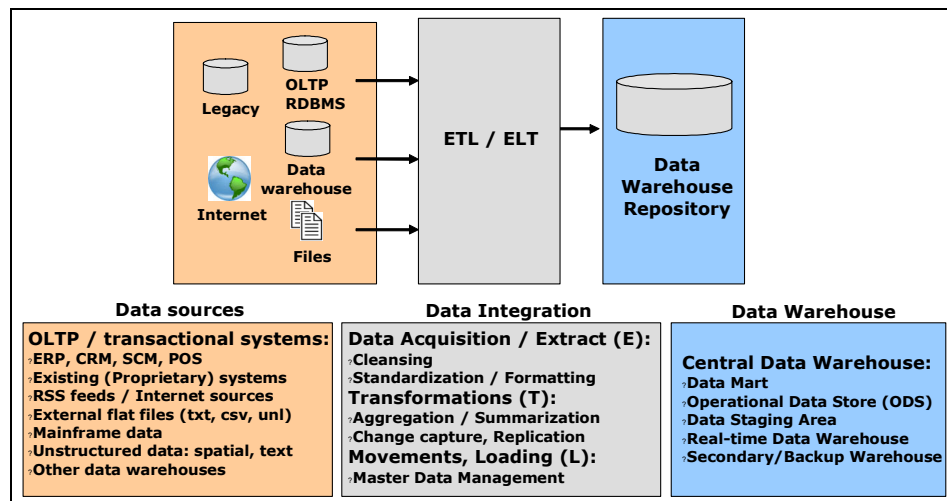 OLTP
RDBMS
Legacy
Data
warehouse
Internet
Files
ETL / ELT
Data
Warehouse
Repository
Data sources
OLTP / transactional systems:
?ERP, CRM, SCM, POS
?Existing (Proprietary) systems
?RSS feeds / Internet sources
?External flat files (txt, csv, unl)
?Mainframe data
?Unstructured data: spatial, text
?Other data warehouses
Data Integration
Data Acquisition / Extract (E):
?Cleansing
?Standardization / Formatting
Transformations (T):
?Aggregation / Summarization
?Change capture, Replication
Movements, Loading (L):
?Master Data Management
Data Warehouse
Central Data Warehouse:
?Data Mart
?Operational Data Store (ODS)
?Data Staging Area
?Real-time Data Warehouse
?Secondary/Backup Warehouse